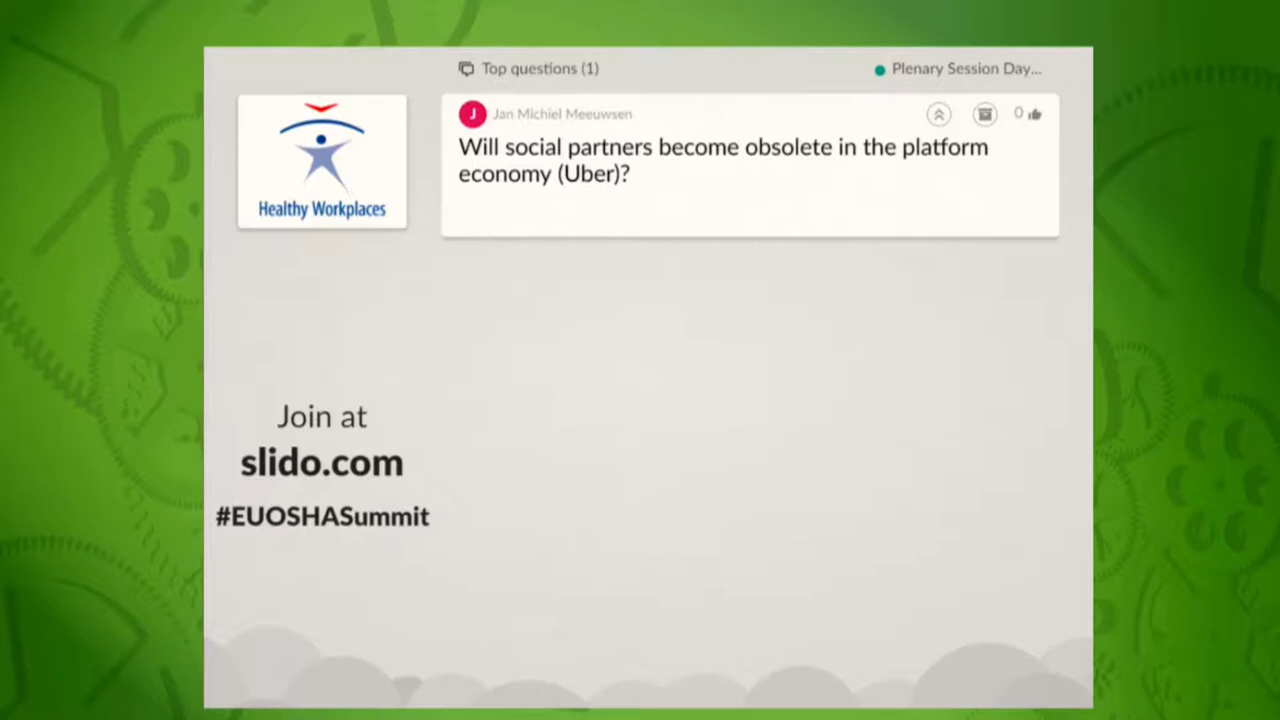 Top questions (1)
Plenary Session Day...
J
Jan Michiel Meeuwsen
0
Will social partners become obsolete in the platform
economy (Uber)?
Healthy Workplaces
Join at
slido.com
#EUOSHASummit